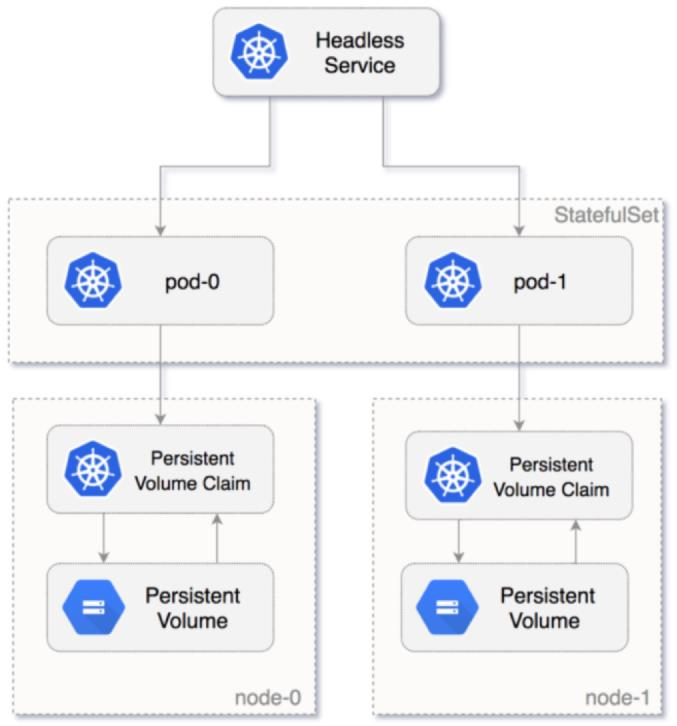 Headless
Service
StatefulSet
pod-0
pod-1
Persistent
Volume Claim
Persistent
Volume
node-0
Persistent
Volume Claim
Persistent
Volume
node-1